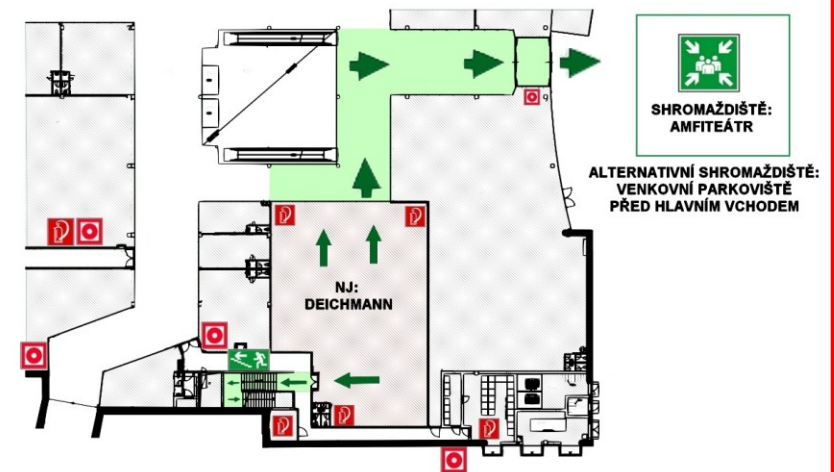 SHROMAŽDIŠTĚ:
AMFITEÁTR
ALTERNATIVNÍ SHROMAŽDIŠTĚ:
VENKOVNÍ PARKOVIŠTĚ
PŘED HLAVNÍM VCHODEM
NJ:
DEICHMANN